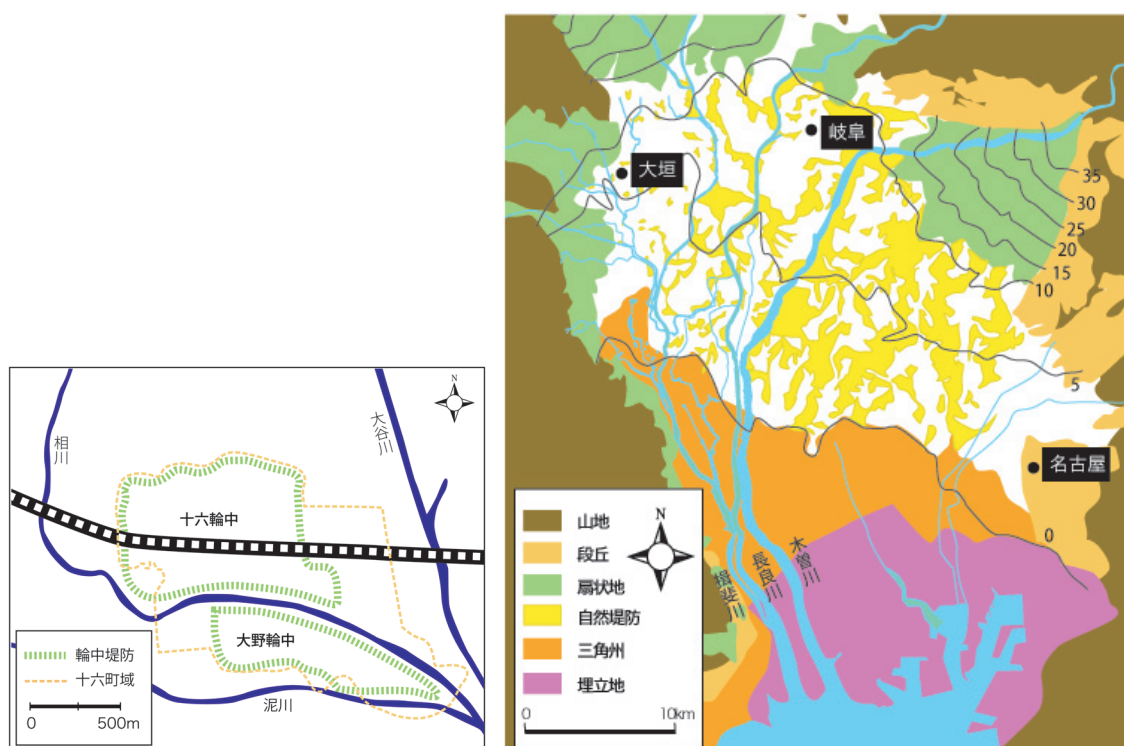 N
相川
大谷川
十六輪中
大野輪中
泥川
輪中堤防
十六町域
0 500m
岐阜
大垣
35
30
25
20
15
10
5
名古屋
0
木曽川
長良川
揖斐川
N
山地
段丘
扇状地
自然堤防
三角州
埋立地
0 10km